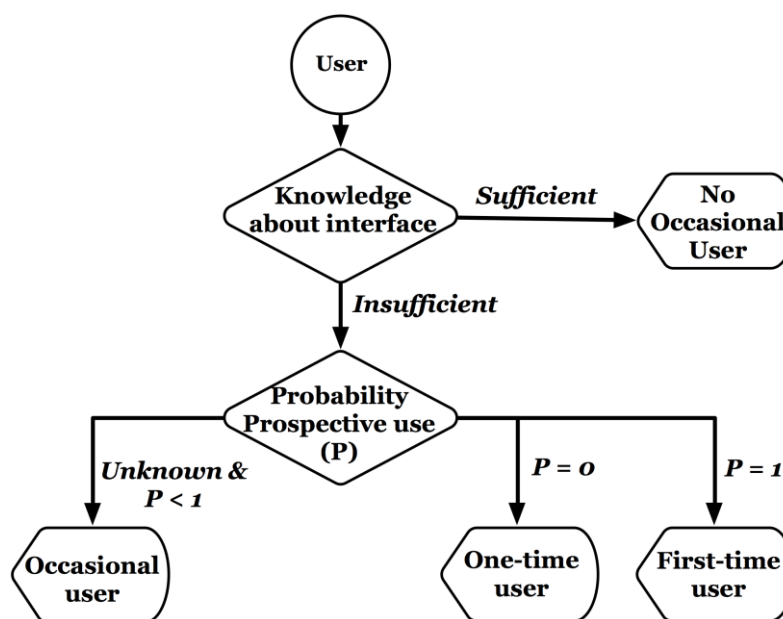 User
Knowledge
about interface
Sufficient
No
Occasional
User
Insufficient
Probability
Prospective use
(P)
Unknown &
P < 1
P = 0
P = 1
Occasional
user
One-time
user
First-time
user